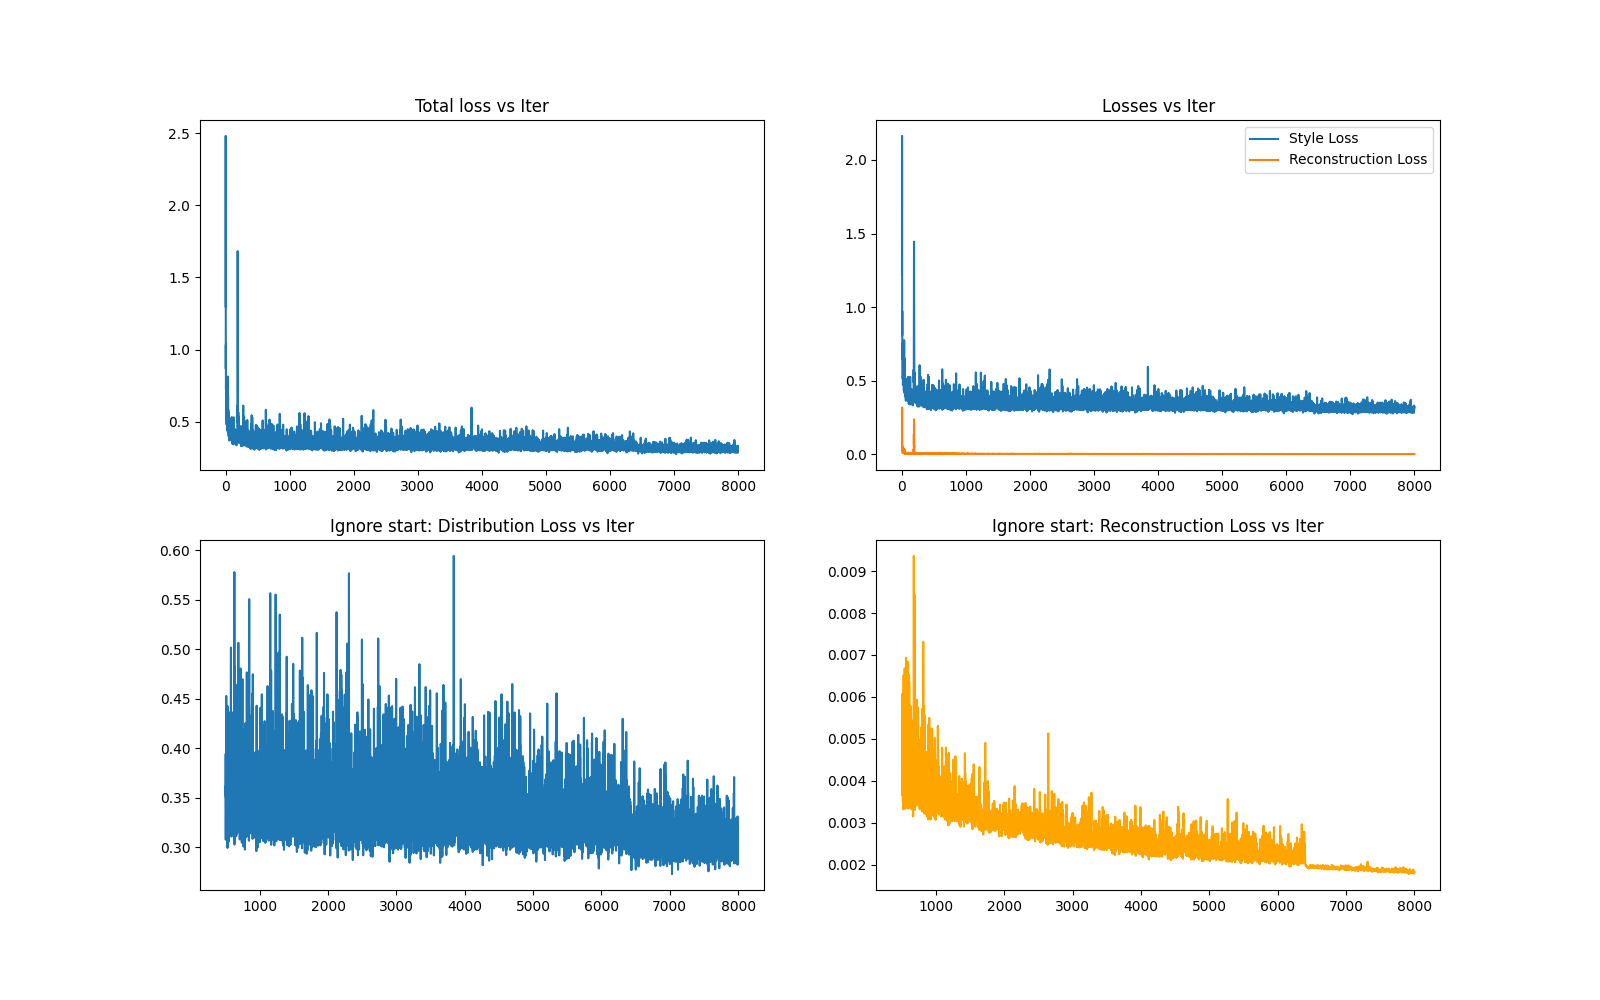 Total loss vs Iter
2.5
2.0
1.5
1.0
0.5
0 1000 2000 3000 4000 5000 6000 7000 8000
Losses vs Iter
Style Loss
Reconstruction Loss
2.0
1.5
1.0
0.5
0.0
0 1000 2000 3000 4000 5000 6000 7000 8000
Ignore start: Distribution Loss vs Iter
0.60
0.55
0.50
0.45
0.40
0.35
0.30
1000 2000 3000 4000 5000 6000 7000 8000
Ignore start: Reconstruction Loss vs Iter
0.009
0.008
0.007
0.006
0.005
0.004
0.003
0.002
1000 2000 3000 4000 5000 6000 7000 8000